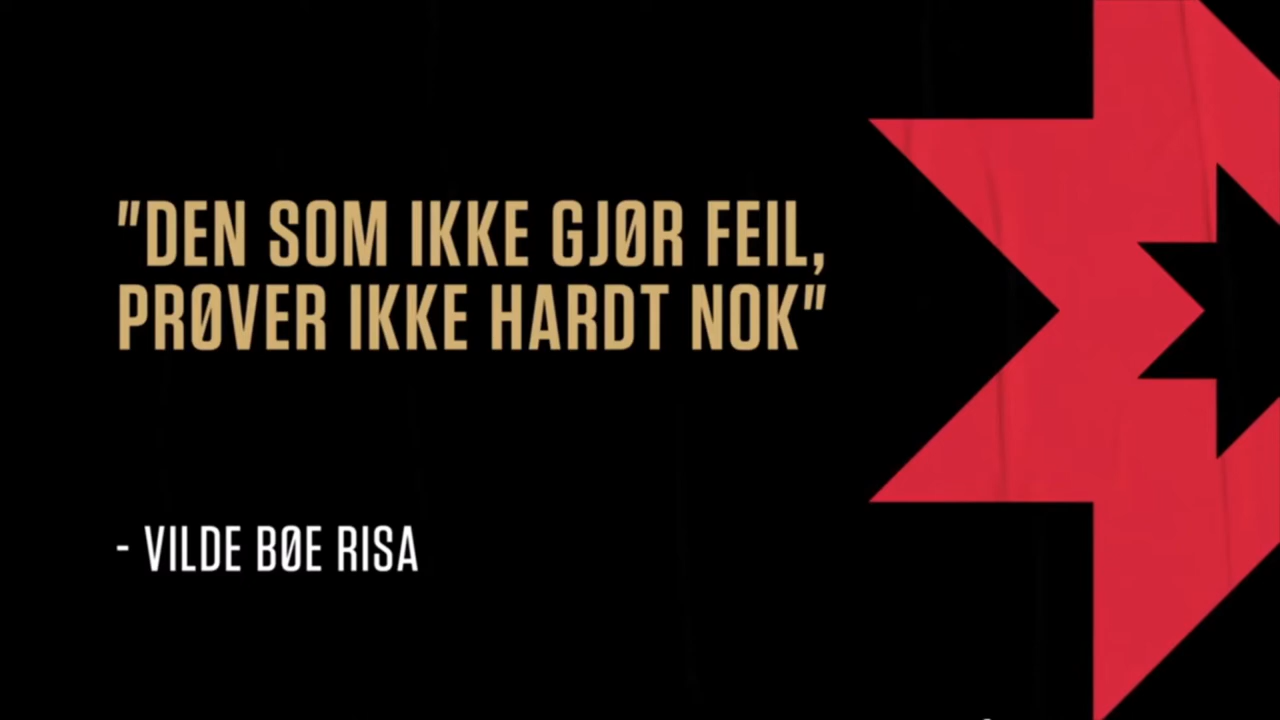 "DEN SOM IKKE GJØR FEIL,
PRØVER IKKE HARDT NOK"
- VILDE BØE RISA